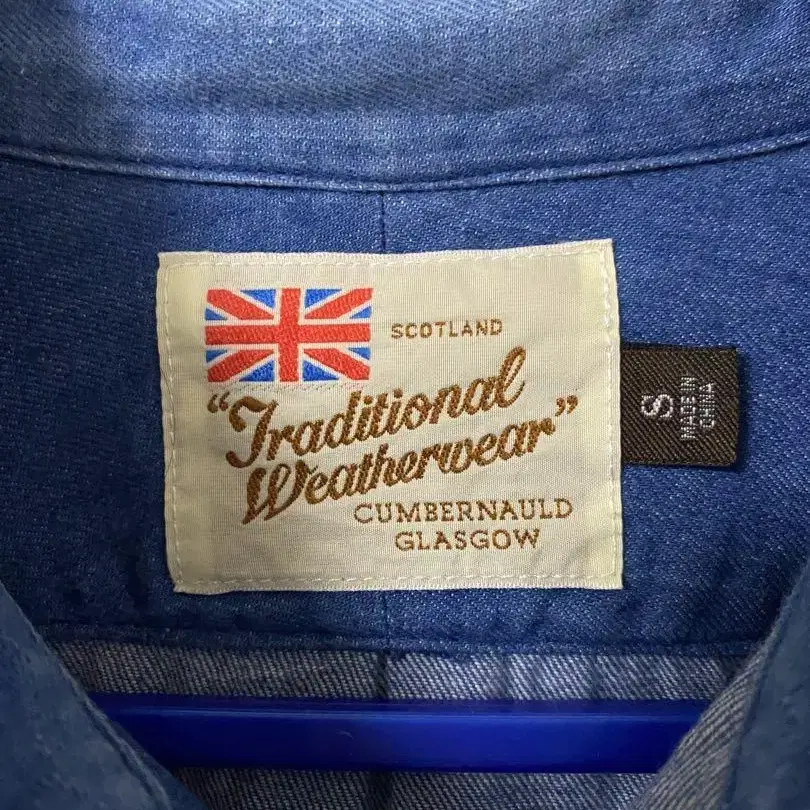 SCOTLAND
“Traditional
Weatherwear”
CUMBERNAULD
GLASGOW
S
MADE IN
CHINA